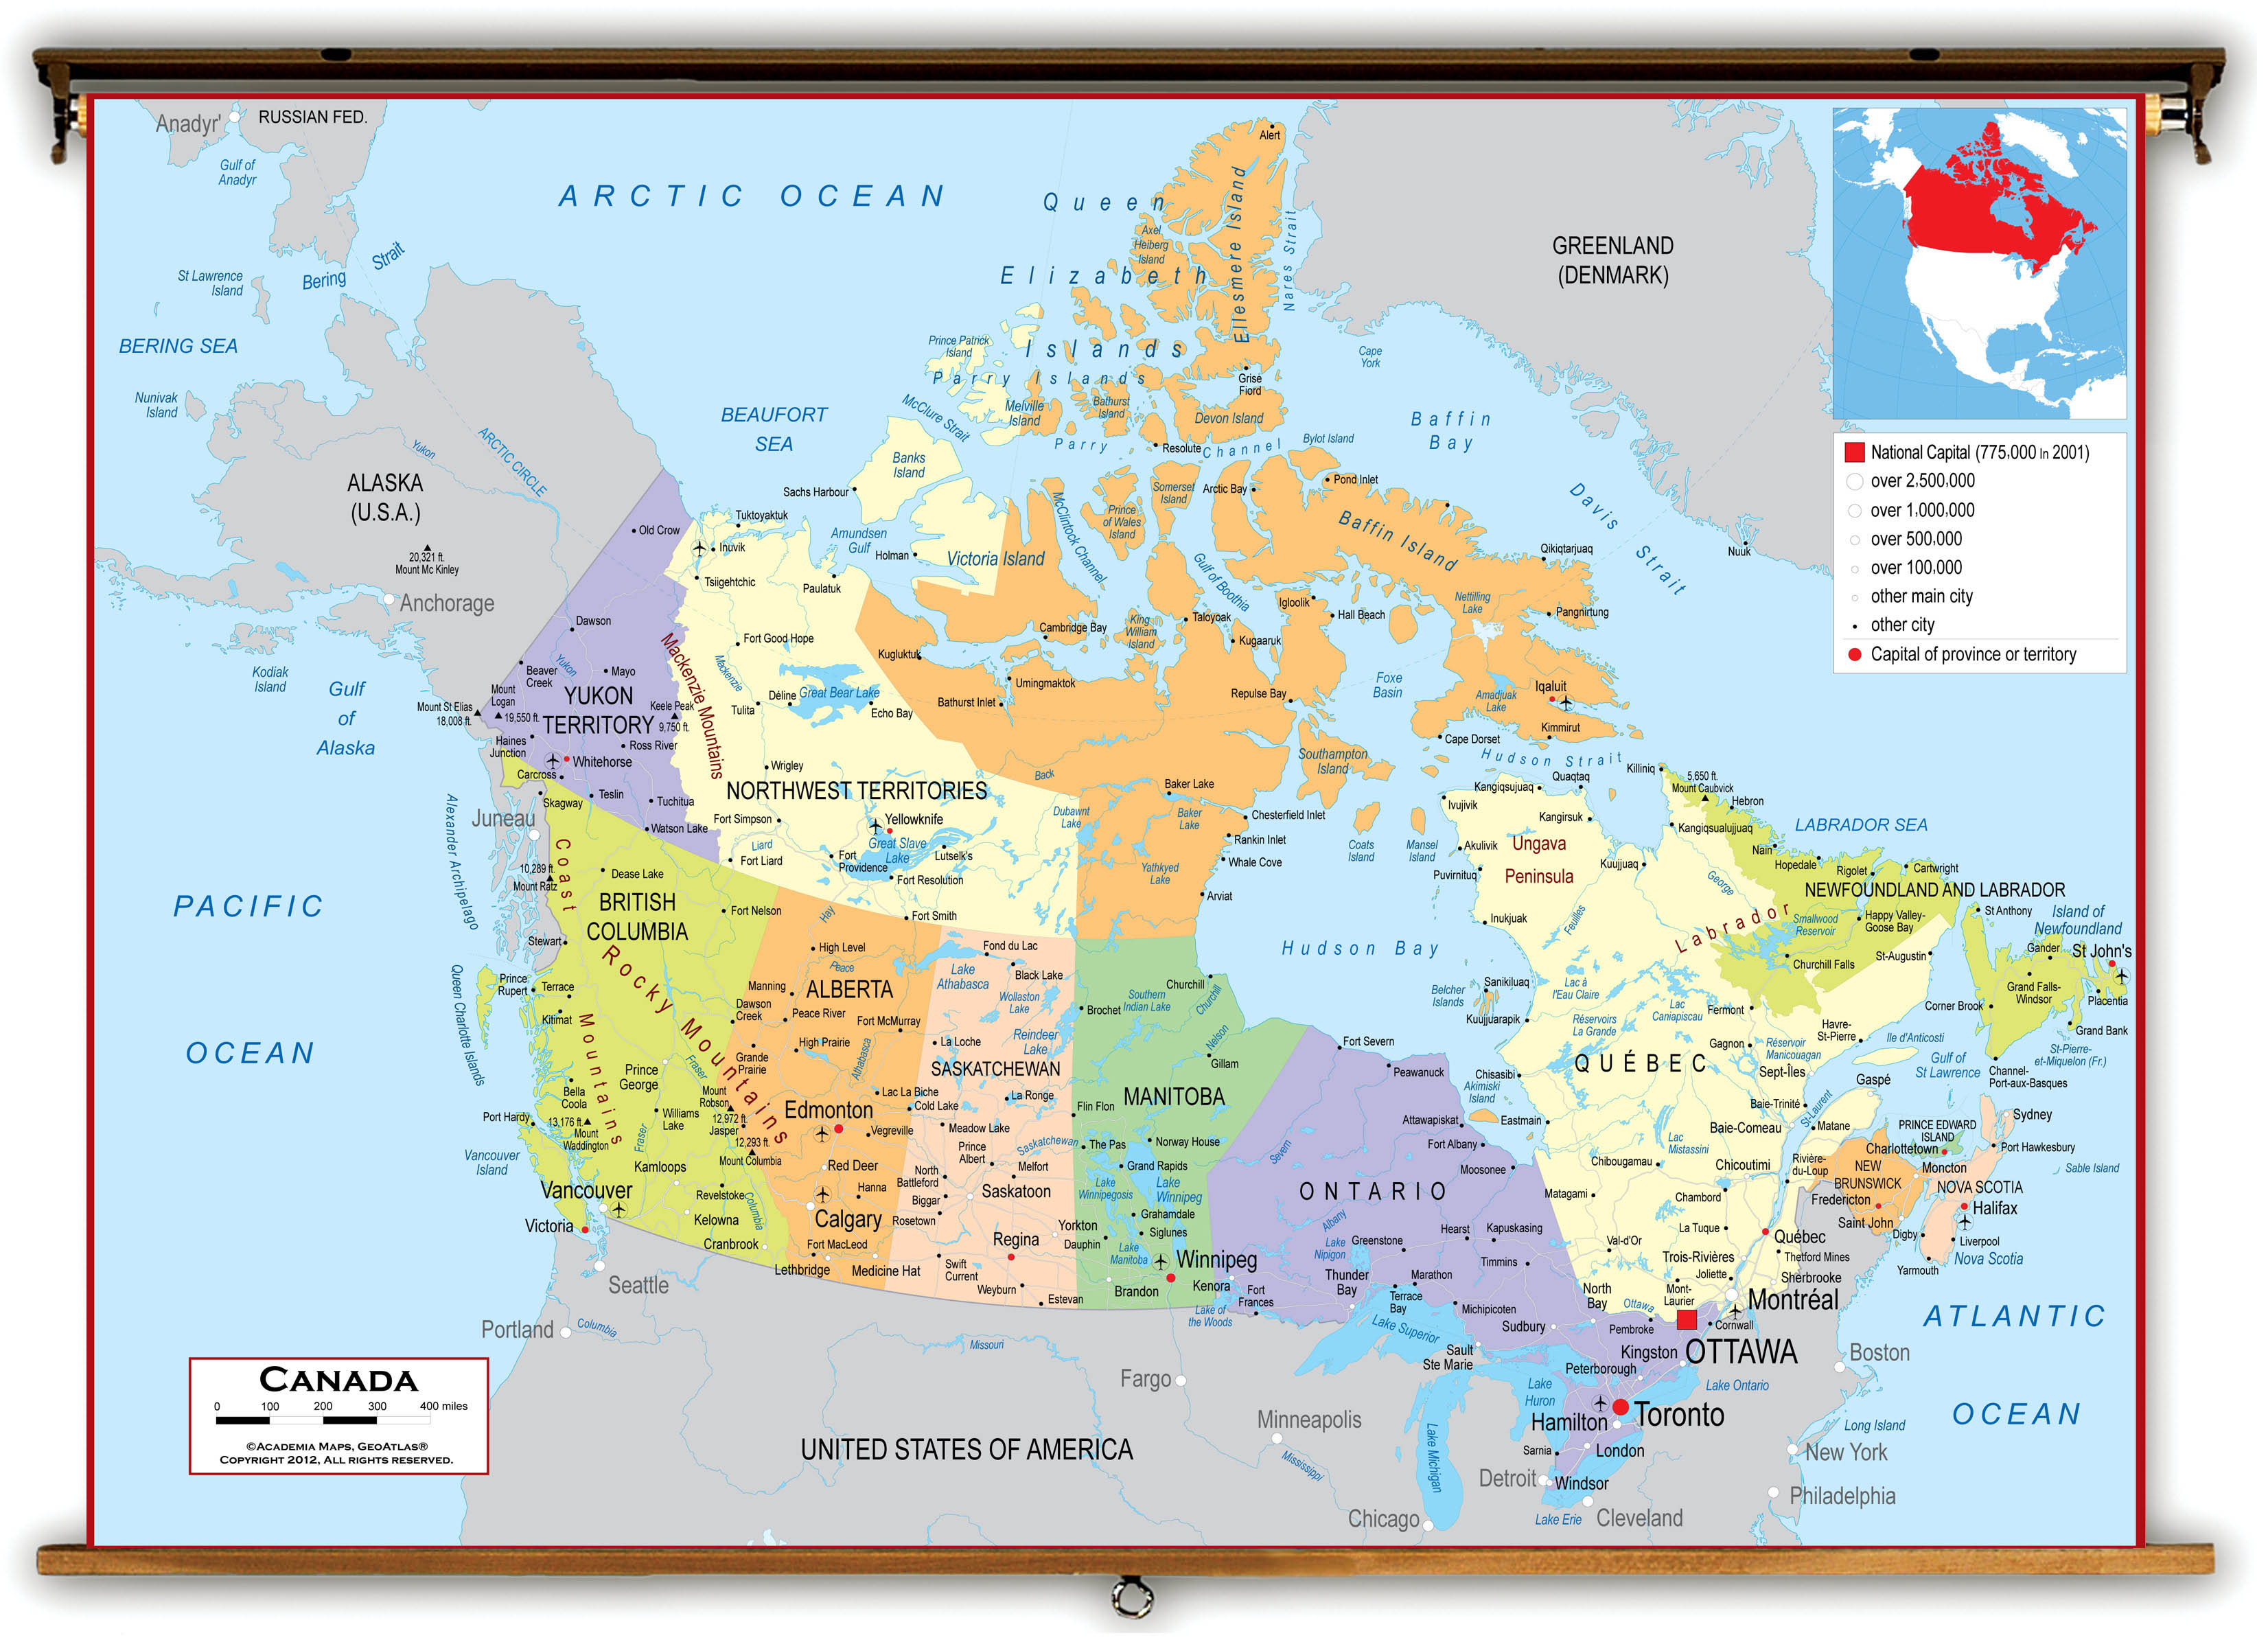 Anadyr'
RUSSIAN FED.
Gulf of
Anadyr
ARCTIC OCEAN
Alert
Queen
Elizabeth
Islands
Axel
Heiberg
Island
Ellesmere Island
Nares Strait
GREENLAND
(DENMARK)
St Lawrence
Island
Bering Strait
BERING SEA
Nunivak
Island
Prince Patrick
Island
Parry Islands
Cape
York
Grise
Fiord
McClure Strait
Melville
Island
Bathurst
Island
Devon Island
BEAUFORT
SEA
Baffin
Bay
Parry Channel
Resolute
Bylot Island
Yukon
ARCTIC CIRCLE
ALASKA
(U.S.A.)
Banks
Island
Sachs Harbour
Somerset
Island
Arctic Bay
Pond Inlet
Davis Strait
National Capital (775,000 In 2001)
over 2,500,000
over 1,000,000
over 500,000
over 100,000
other main city
other city
Capital of province or territory
Tuktoyaktuk
Old Crow
Inuvik
Amundsen
Gulf
Holman
Victoria Island
McClintock Channel
Prince
of Wales
Island
Gulf of Boothia
Baffin Island
Qikiqtarjuaq
Nuuk
20,321 ft.
Mount Mc Kinley
Anchorage
Tsiigehtchic
Paulatuk
Igloolik
Nettilling
Lake
Hall Beach
Pangnirtung
Dawson
Cambridge Bay
King
William
Island
Taloyoak
Kugaaruk
Fort Good Hope
Kugluktuk
Mackenzie Mountains
Mackenzie
Kodiak
Island
Gulf
of
Alaska
Beaver
Creek
Yukon
Mayo
Mount
Logan
19,550 ft.
Mount St Elias
18,008 ft.
YUKON
TERRITORY
Keele Peak
9,750 ft.
Déline
Great Bear Lake
Tulita
Echo Bay
Umingmaktok
Bathurst Inlet
Repulse Bay
Foxe
Basin
Amadjuak
Lake
Iqaluit
Kimmirut
Haines
Junction
Ross River
Whitehorse
Carcross
Wrigley
Cape Dorset
Hudson Strait
Southampton
Island
Killiniq
5,650 ft.
Mount Caubvick
Hebron
NORTHWEST TERRITORIES
Back
Baker Lake
Quaqtaq
Kangiqsujuaq
Skagway
Teslin
Tuchitua
Juneau
Watson Lake
Fort Simpson
Yellowknife
Great Slave
Lake
Dubawnt
Lake
Baker
Lake
Chesterfield Inlet
Rankin Inlet
Whale Cove
Ivujivik
Kangirsuk
Kangiqsualujjuaq
LABRADOR SEA
Alexander Archipelago
Coast Mountains
10,289 ft.
Mount Ratz
Liard
Fort Liard
Fort
Providence
Lutselk's
Fort Resolution
Yathkyed
Lake
Coats
Island
Mansel
Island
Akulivik
Puvirnituq
Ungava
Peninsula
Kuujjuaq
Nain
Hopedale
Rigolet
Cartwright
Dease Lake
PACIFIC
OCEAN
BRITISH
COLUMBIA
Fort Nelson
Hay
Fort Smith
Arviat
Inukjuak
Feuilles
George
NEWFOUNDLAND AND LABRADOR
Labrador
Smallwood
Reservoir
Happy Valley-
Goose Bay
St Anthony
Island of
Newfoundland
Stewart
Rocky Mountains
High Level
Peace
Fond du Lac
Lake
Athabasca
Black Lake
Hudson Bay
Churchill Falls
St-Augustin
Gander
St John's
Queen Charlotte Islands
Prince
Rupert
Terrace
Kitimat
Manning
ALBERTA
Dawson
Creek
Peace River
Fort McMurray
Wollaston
Lake
Brochet
Southern
Indian Lake
Churchill
Churchill
Belcher
Islands
Sanikiluaq
Kuujjuarapik
Lac à
l'Eau Claire
Réservoirs
La Grande
Lac
Caniapiscau
Fermont
Grand Falls-
Windsor
Placentia
Corner Brook
Grand Bank
High Prairie
Grande
Prairie
Athabasca
La Loche
Reindeer
Lake
Nelson
Gillam
Fort Severn
Peawanuck
Havre-
St-Pierre
Gagnon
Réservoir
Manicouagan
Ile d'Anticosti
St-Pierre-
et-Miquelon (Fr.)
Prince
George
Fraser
SASKATCHEWAN
MANITOBA
QUÉBEC
Sept-Îles
Gulf of
St Lawrence
Channel-
Port-aux-Basques
Bella
Coola
Mount
Robson
12,972 ft.
Lac La Biche
Cold Lake
La Ronge
Flin Flon
Chisasibi
Akimiski
Island
Gaspé
Baie-Trinité
St-Laurent
Port Hardy
13,176 ft.
Mount
Waddington
Williams
Lake
Jasper
12,293 ft.
Mount Columbia
Edmonton
Vegreville
Meadow Lake
Prince
Albert
Saskatchewan
The Pas
Norway House
Attawapiskat
Fort Albany
Eastmain
Lac
Mistassini
Baie-Comeau
Matane
PRINCE EDWARD
ISLAND
Charlottetown
Sydney
Port Hawkesbury
Vancouver
Island
Fraser
Kamloops
Red Deer
North
Battleford
Melfort
Grand Rapids
Severn
Moosonee
Chibougamau
Chicoutimi
Rivière-
du-Loup
NEW
BRUNSWICK
Moncton
Sable Island
Vancouver
Revelstoke
Hanna
Biggar
Saskatoon
Lake
Winnipegosis
Lake
Winnipeg
ONTARIO
Matagami
Chambord
Fredericton
NOVA SCOTIA
Victoria
Kelowna
Columbia
Calgary
Rosetown
Yorkton
Grahamdale
Albany
Hearst
Kapuskasing
La Tuque
Québec
Saint John
Halifax
Cranbrook
Fort MacLeod
Regina
Dauphin
Siglunes
Lake
Manitoba
Lake
Nipigon
Greenstone
Val-d'Or
Trois-Rivières
Thetford Mines
Digby
Liverpool
Nova Scotia
Lethbridge
Medicine Hat
Swift
Current
Winnipeg
Timmins
Joliette
Sherbrooke
Yarmouth
Seattle
Weyburn
Estevan
Brandon
Kenora
Fort
Frances
Thunder
Bay
Marathon
Terrace
Bay
Michipicoten
North
Bay
Mont-
Laurier
Montréal
Portland
Columbia
Missouri
Lake of
the Woods
Lake Superior
Sudbury
Ottawa
Pembroke
Cornwall
ATLANTIC
OCEAN
Sault
Ste Marie
Kingston
OTTAWA
Boston
Peterborough
CANADA
0 100 200 300 400 miles
©ACADEMIA MAPS, GEOATLAS®
COPYRIGHT 2012, ALL RIGHTS RESERVED.
Fargo
Lake
Huron
Lake Ontario
Minneapolis
Hamilton
Toronto
Long Island
UNITED STATES OF AMERICA
Mississippi
Lake Michigan
Sarnia
London
New York
Detroit
Windsor
Philadelphia
Chicago
Lake Erie
Cleveland